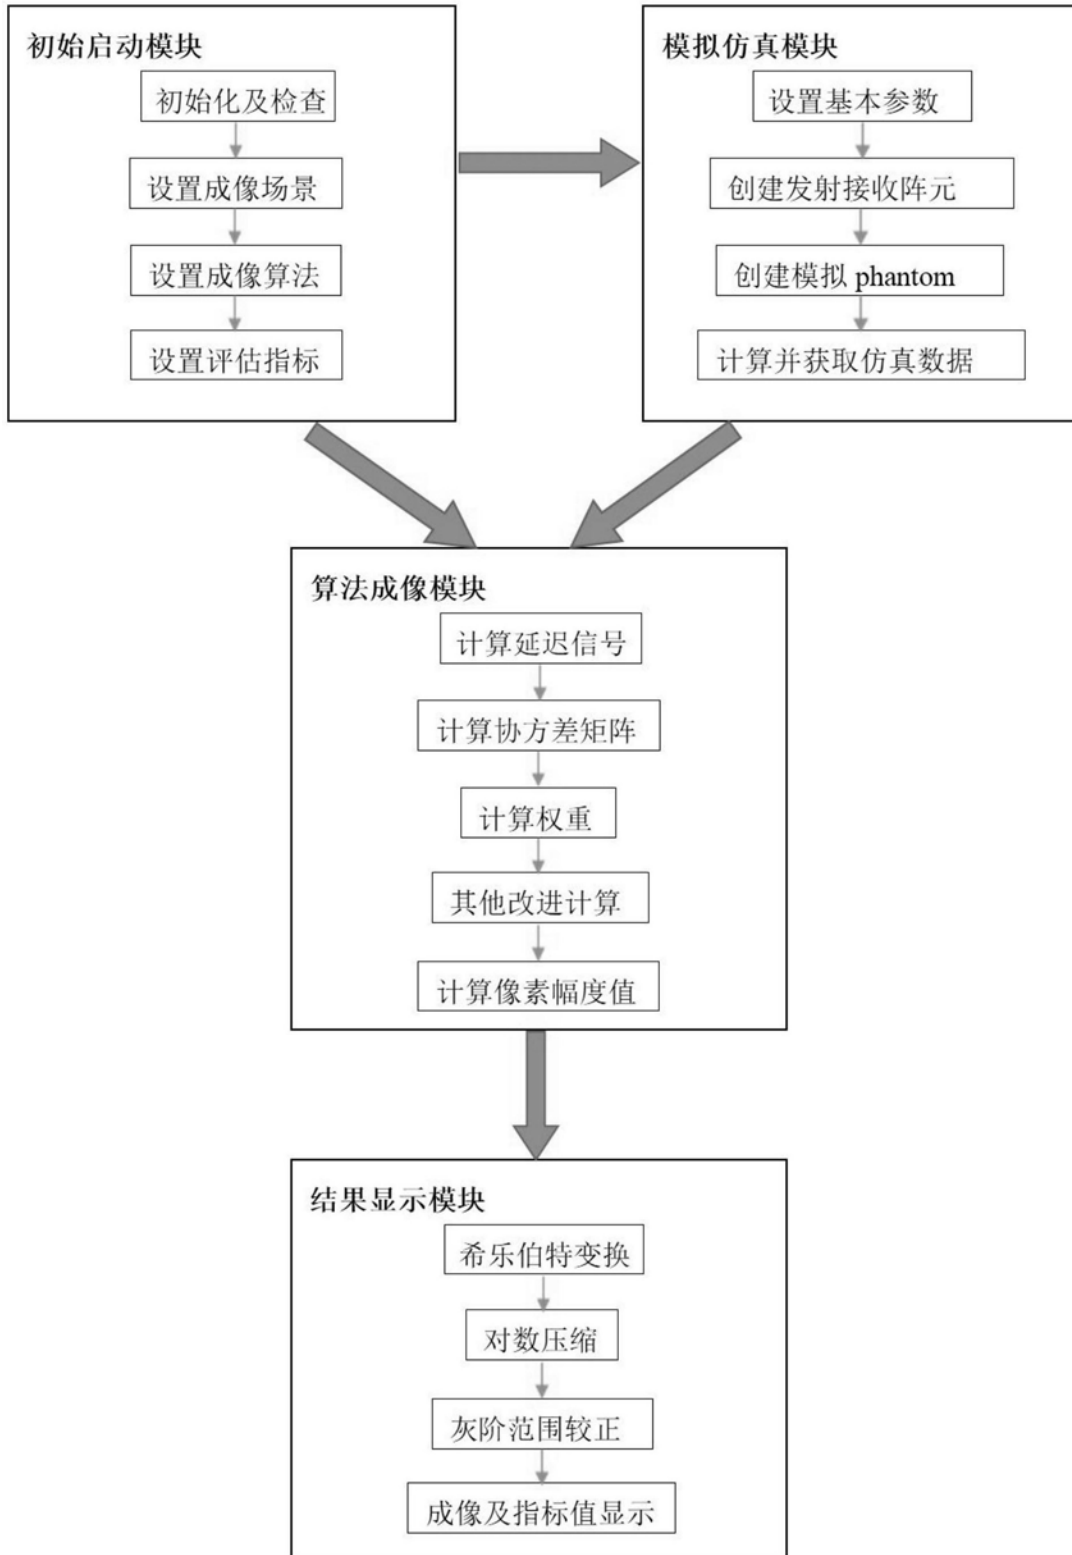 初始启动模块
初始化及检查
设置成像场景
设置成像算法
设置评估指标
模拟仿真模块
设置基本参数
创建发射接收阵元
创建模拟 phantom
计算并获取仿真数据
算法成像模块
计算延迟信号
计算协方差矩阵
计算权重
其他改进计算
计算像素幅度值
结果显示模块
希乐伯特变换
对数压缩
灰阶范围较正
成像及指标值显示